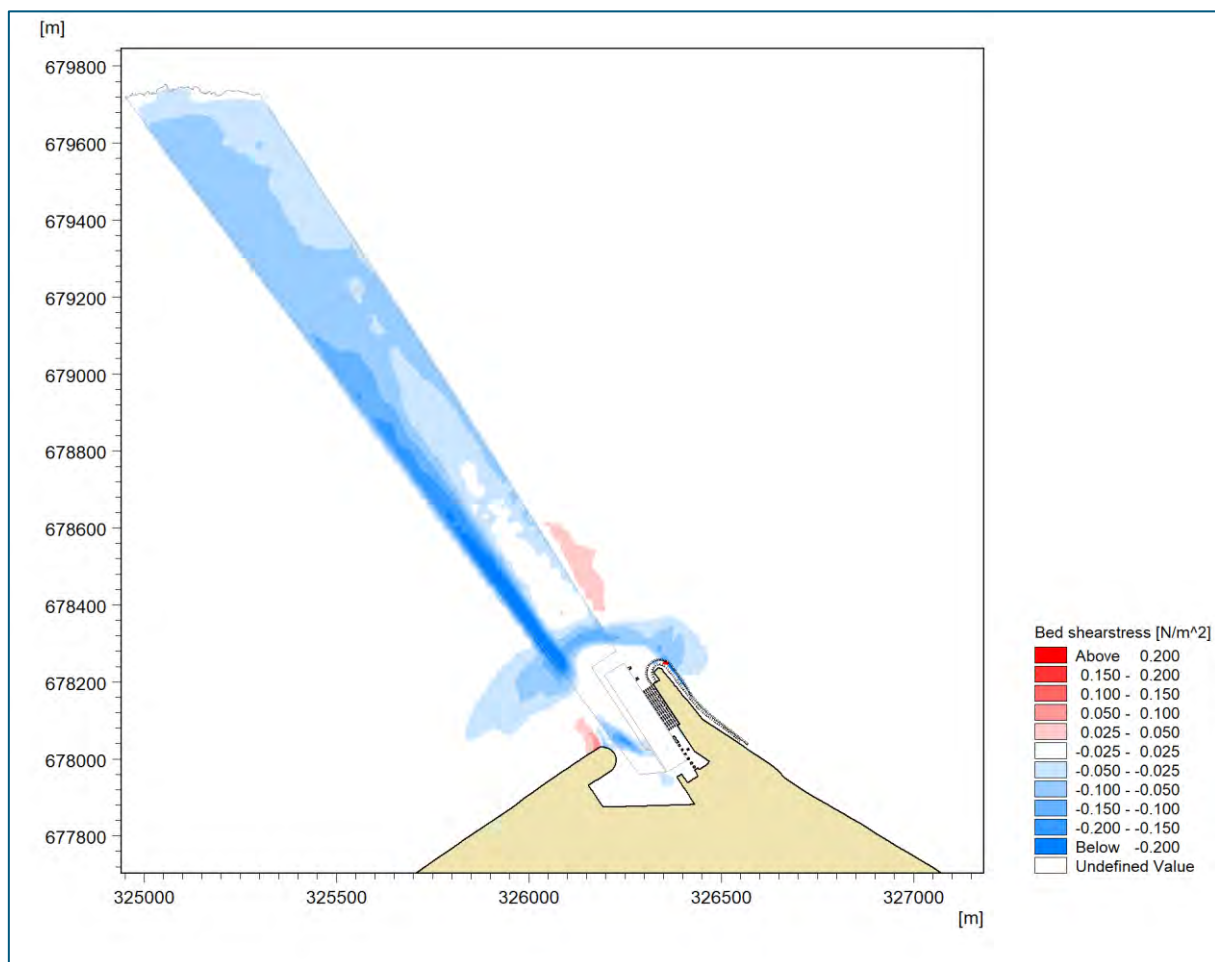 [m]
679800
679600
679400
679200
679000
678800
678600
678400
678200
678000
677800
325000 325500 326000 326500 327000
[m]
Bed shearstress [N/m^2]
Above 0.200
0.150 - 0.200
0.100 - 0.150
0.050 - 0.100
0.025 - 0.050
-0.025 - 0.025
-0.050 - -0.025
-0.100 - -0.050
-0.150 - -0.100
-0.200 - -0.150
Below -0.200
Undefined Value